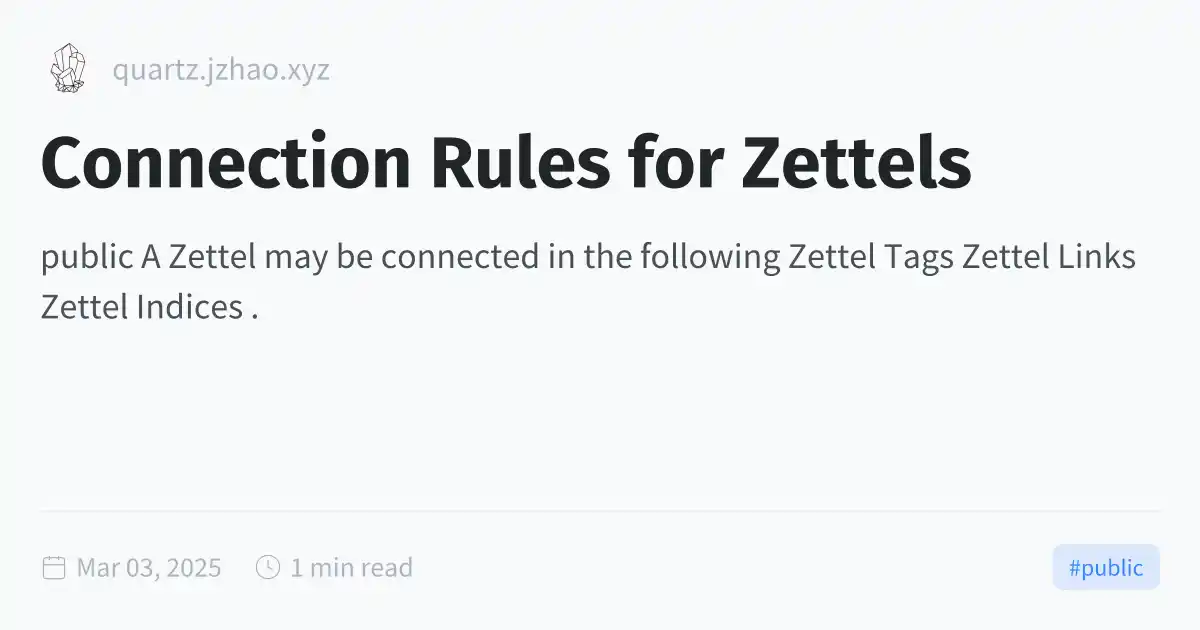 quartz.jzhao.xyz
Connection Rules for Zettels
public A Zettel may be connected in the following Zettel Tags Zettel Links
Zettel Indices .
Mar 03, 2025 1 min read #public